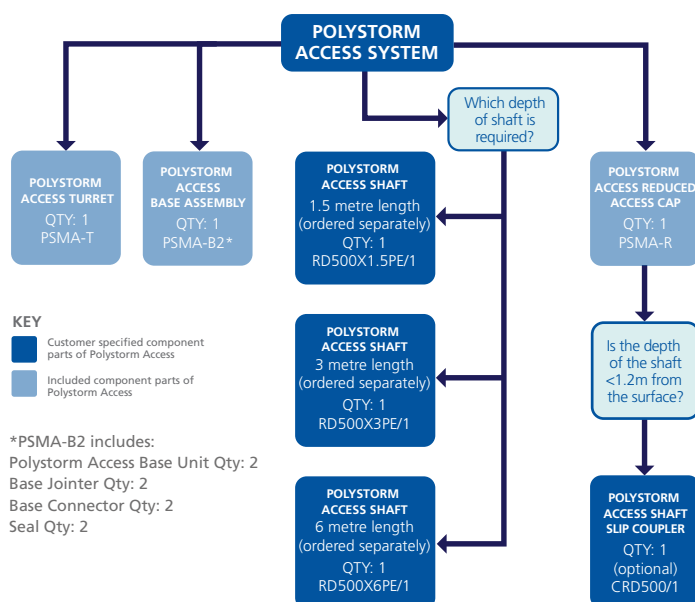 POLYSTORM
ACCESS SYSTEM
Which depth
of shaft is
required?
POLYSTORM
ACCESS TURRET
QTY: 1
PSMA-T
POLYSTORM
ACCESS
BASE ASSEMBLY
QTY: 1
PSMA-B2*
POLYSTORM
ACCESS SHAFT
1.5 metre length
(ordered separately)
QTY: 1
RD500X1.5PE/1
POLYSTORM
ACCESS REDUCED
ACCESS CAP
QTY: 1
PSMA-R
KEY
Customer specified component
parts of Polystorm Access
Included component parts of
Polystorm Access
POLYSTORM
ACCESS SHAFT
3 metre length
(ordered separately)
QTY: 1
RD500X3PE/1
Is the depth
of the shaft
<1.2m from
the surface?
*PSMA-B2 includes:
Polystorm Access Base Unit Qty: 2
Base Jointer Qty: 2
Base Connector Qty: 2
Seal Qty: 2
POLYSTORM
ACCESS SHAFT
6 metre length
(ordered separately)
QTY: 1
RD500X6PE/1
POLYSTORM
ACCESS SHAFT
SLIP COUPLER
QTY: 1
(optional)
CRD500/1